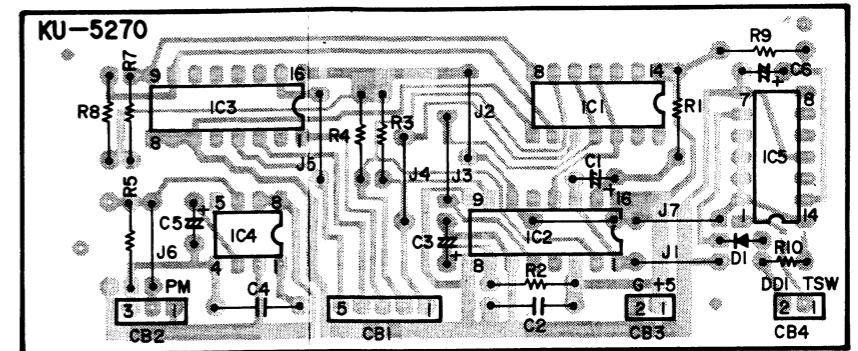 KU-5270
R7
9
16
8
14
R9
C6
R8
IC3
R4
R3
J2
IC1
R1
7
8
8
1
J5
1
IC5
J4
J3
C1
R5
5
8
9
16
C5
IC4
C3
IC2
J7
1
14
J6
4
1
8
1
J1
D1
R10
PM
C4
R2
G +5
DD1 TSW
3 1
5 1
C2
2 1
2 1
CB2
CB1
CB3
CB4